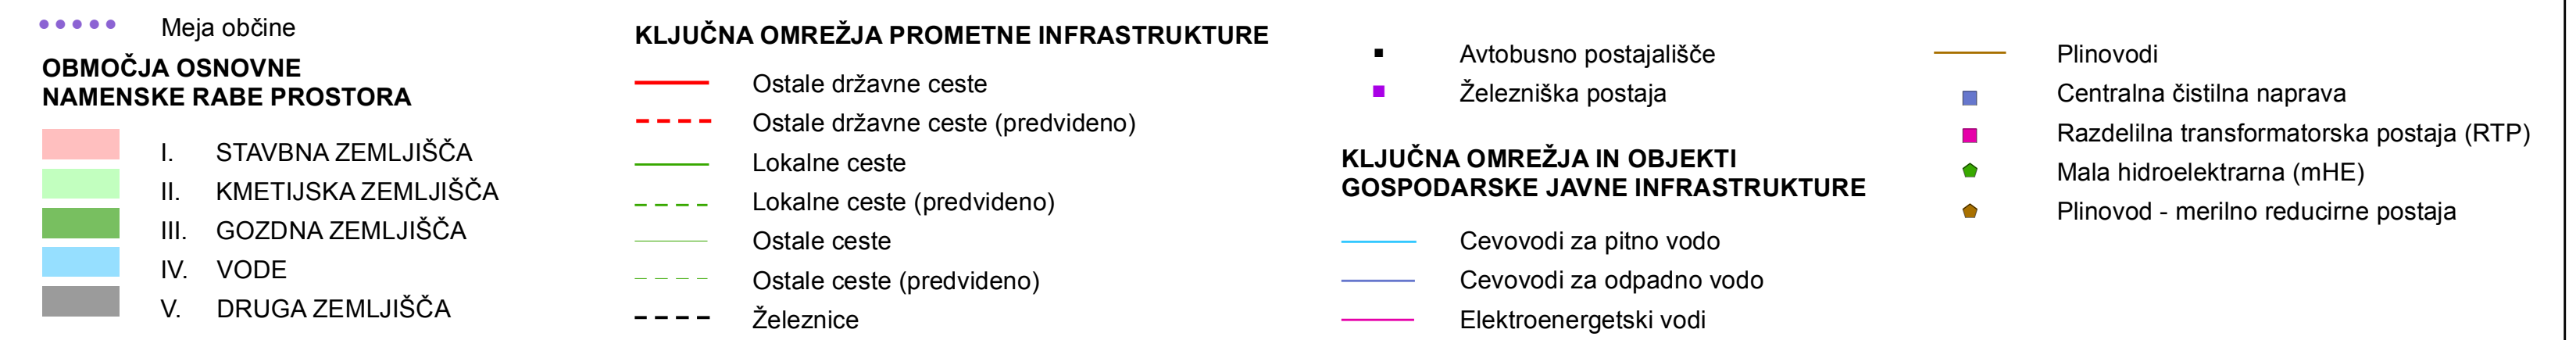 Meja občine
OBMOČJA OSNOVNE
NAMENSKE RABE PROSTORA
I. STAVBNA ZEMLJIŠČA
II. KMETIJSKA ZEMLJIŠČA
III. GOZDNA ZEMLJIŠČA
IV. VODE
V. DRUGA ZEMLJIŠČA
KLJUČNA OMREŽJA PROMETNE INFRASTRUKTURE
Ostale državne ceste
Ostale državne ceste (predvideno)
Lokalne ceste
Lokalne ceste (predvideno)
Ostale ceste
Ostale ceste (predvideno)
Železnice
Avtobusno postajališče
Železniška postaja
KLJUČNA OMREŽJA IN OBJEKTI
GOSPODARSKE JAVNE INFRASTRUKTURE
Cevovodi za pitno vodo
Cevovodi za odpadno vodo
Elektroenergetski vodi
Plinovodi
Centralna čistilna naprava
Razdelilna transformatorska postaja (RTP)
Mala hidroelektrarna (mHE)
Plinovod - merilno reducirne postaja